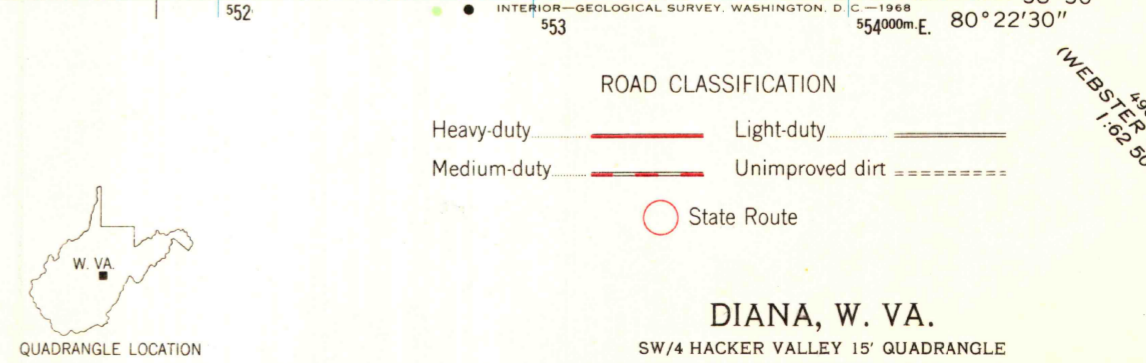 552
INTERIOR—GEOLOGICAL SURVEY, WASHINGTON, D. C.—1968
553
554000m.E.
80°22'30"
(WEBSTER
1:62 50
ROAD CLASSIFICATION
Heavy-duty
Light-duty
Medium-duty
Unimproved dirt
State Route
W. VA.
QUADRANGLE LOCATION
DIANA, W. VA.
SW/4 HACKER VALLEY 15' QUADRANGLE